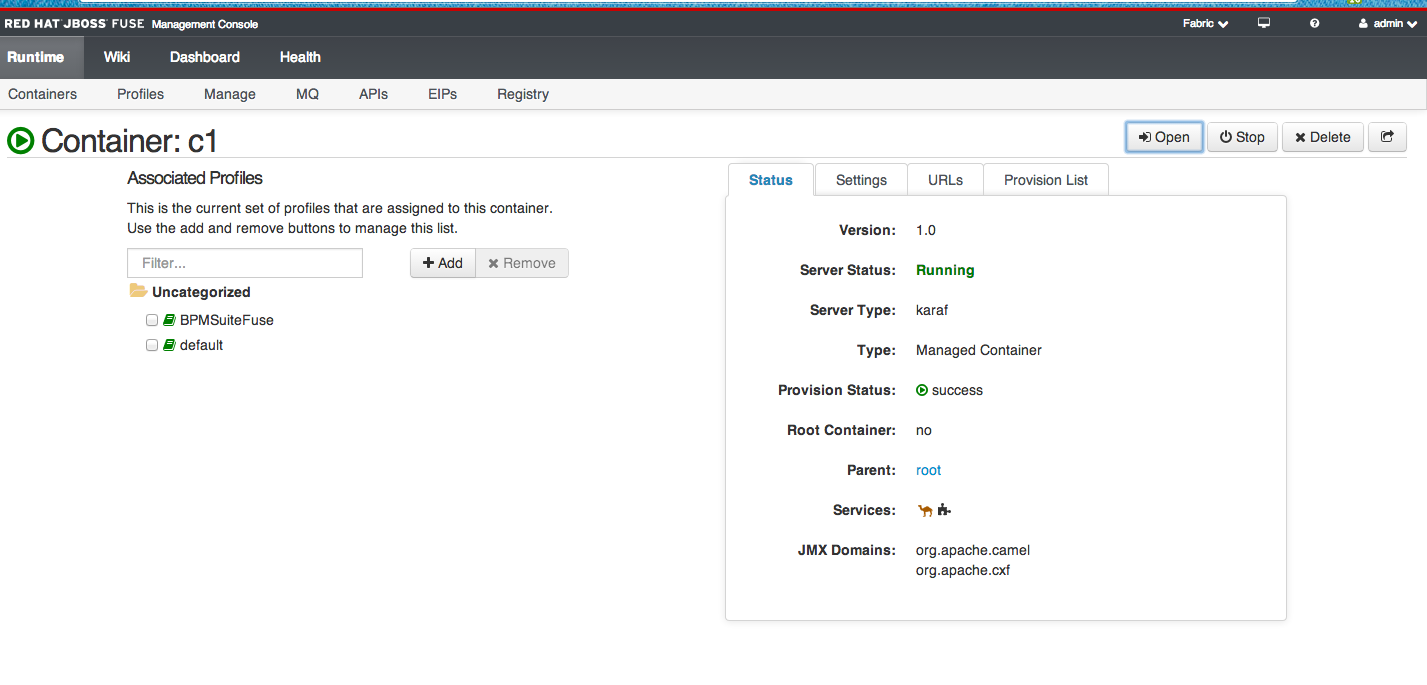 RED HAT JBOSS FUSE Management Console
Fabric
admin
Runtime Wiki Dashboard Health
Containers Profiles Manage MQ APIs EIPs Registry
Container: c1
Open Stop Delete
Associated Profiles
This is the current set of profiles that are assigned to this container.
Use the add and remove buttons to manage this list.
Filter...
Add Remove
Uncategorized
BPMSuiteFuse
default
Status Settings URLs Provision List
Version: 1.0
Server Status: Running
Server Type: karaf
Type: Managed Container
Provision Status: success
Root Container: no
Parent: root
Services:
JMX Domains: org.apache.camel
org.apache.cxf